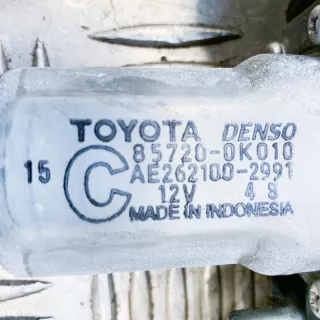 TOYOTA DENSO
15 C 85720-0K010
AE262100-2991
12V 4 8
MADE IN INDONESIA